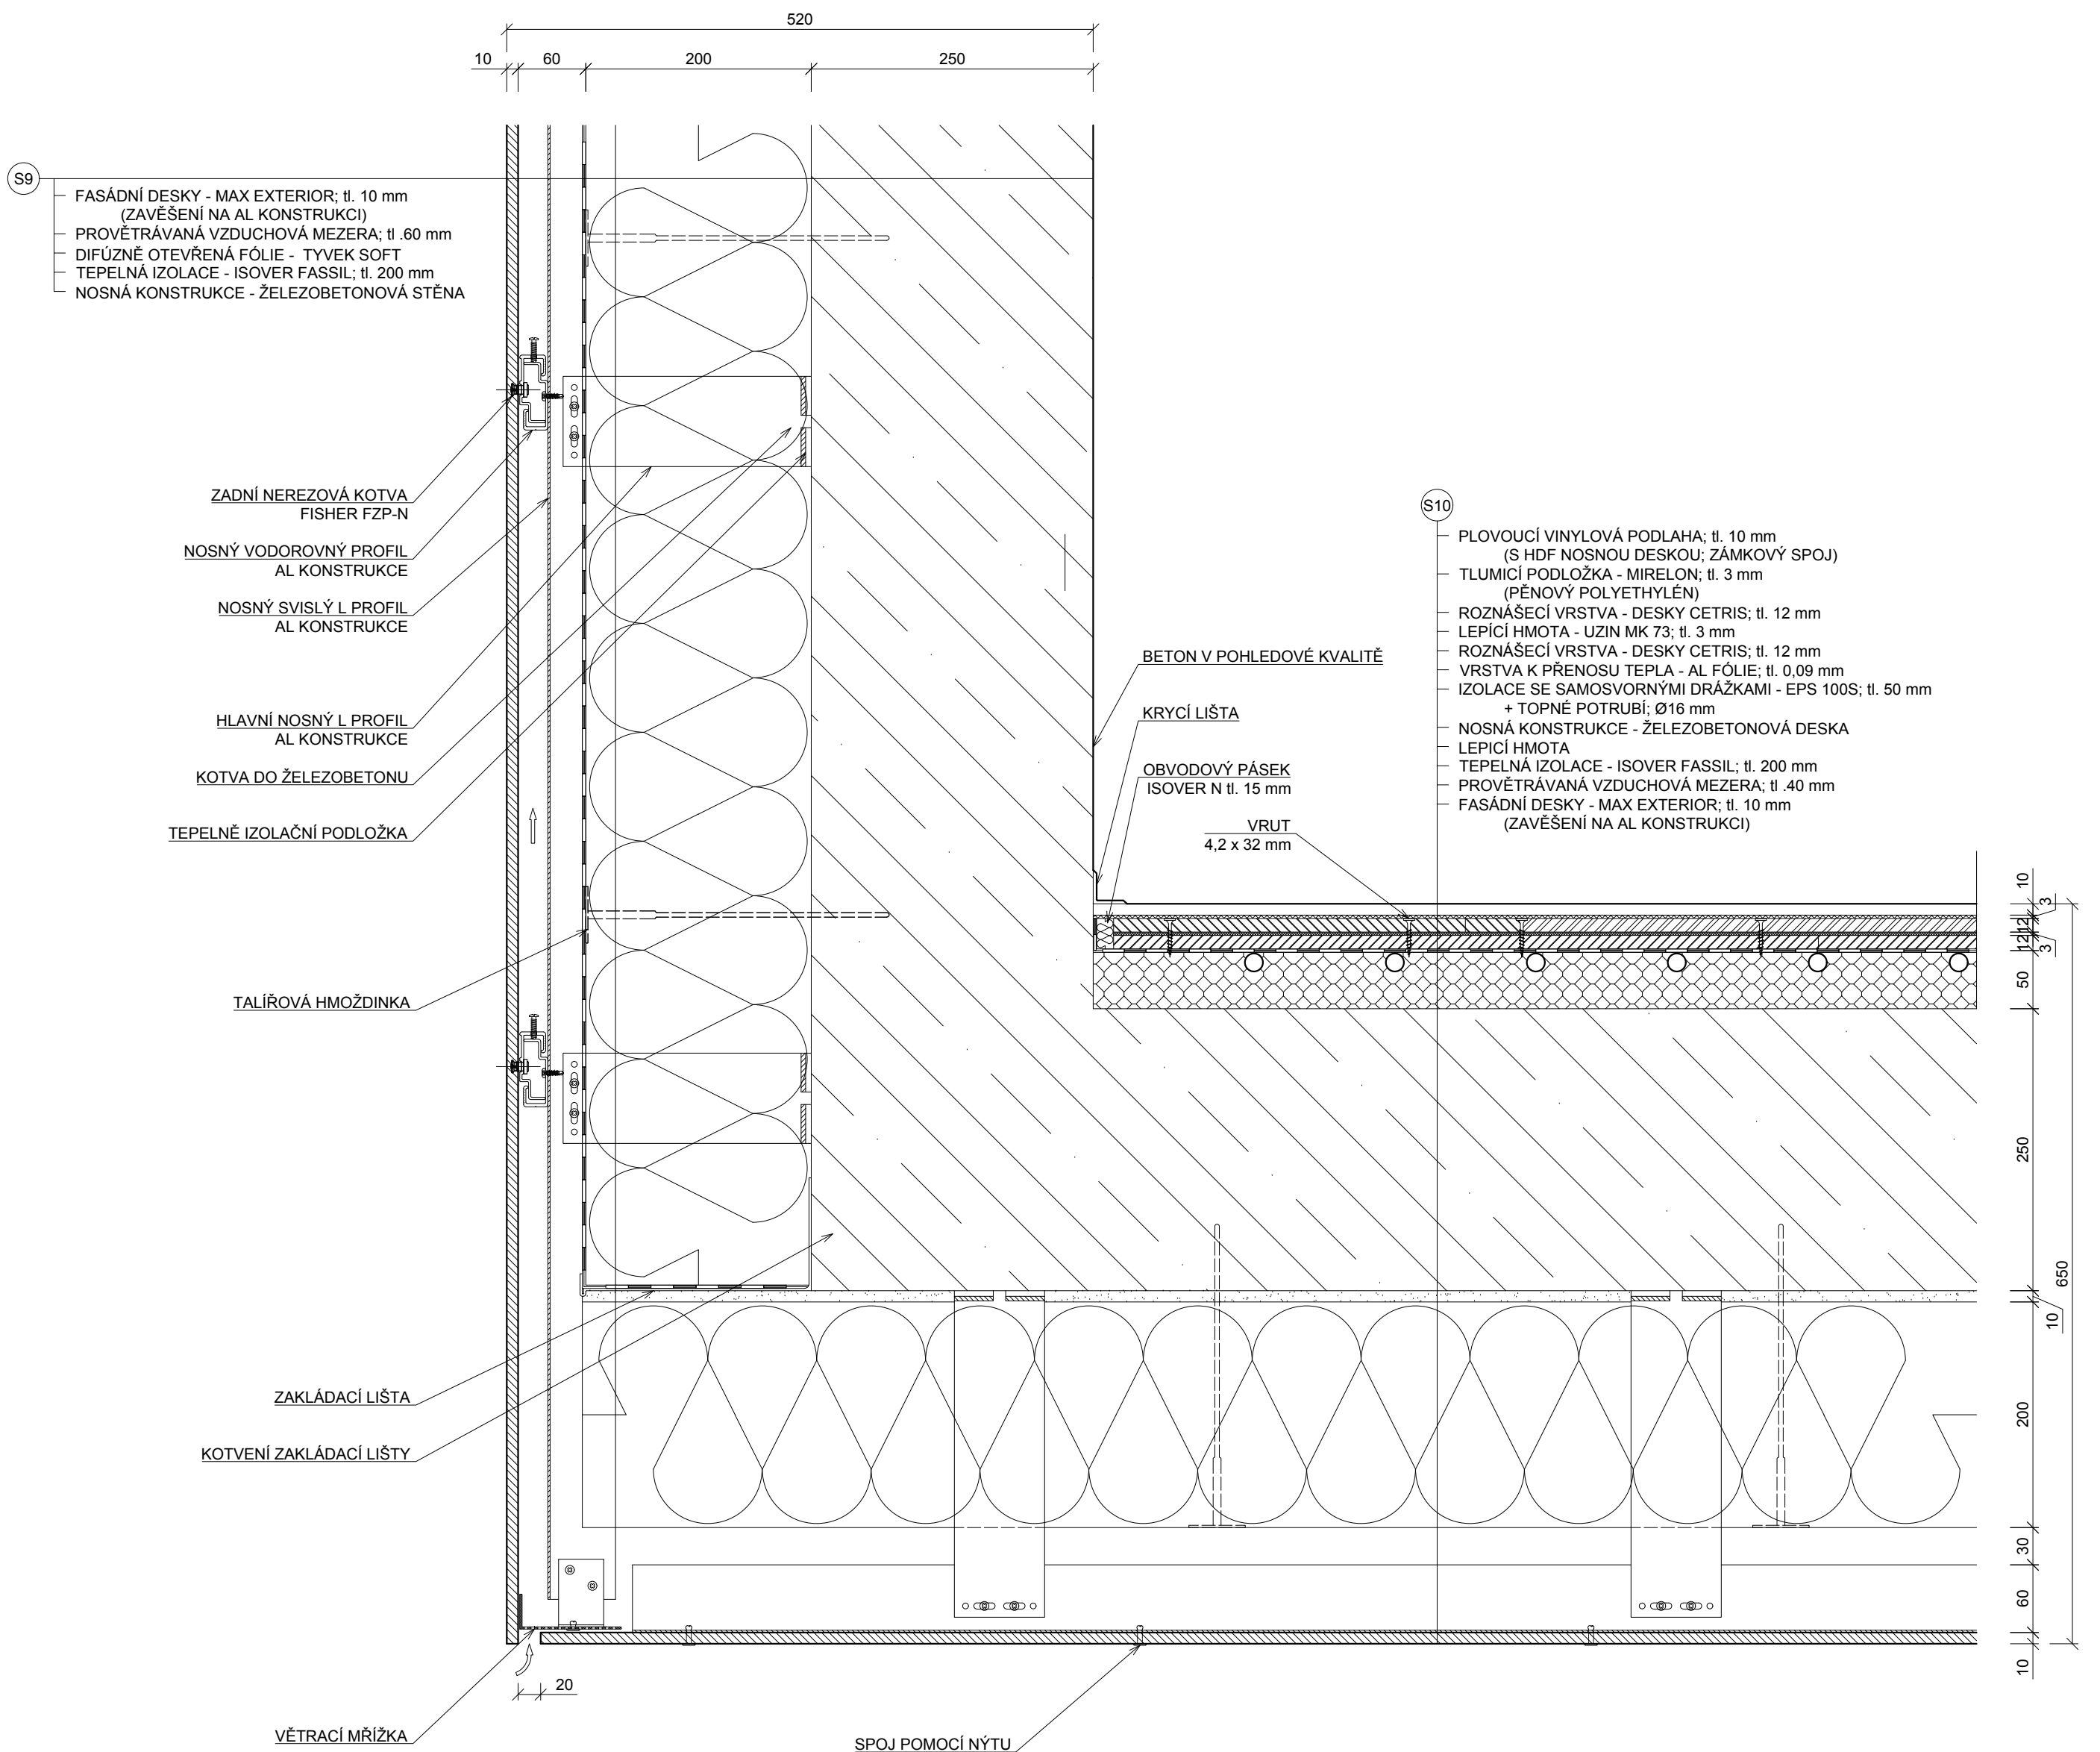 520
10
60
200
250
S9
FASÁDNÍ DESKY - MAX EXTERIOR; tl. 10 mm
(ZAVĚŠENÍ NA AL KONSTRUKCI)
PROVĚTRÁVANÁ VZDUCHOVÁ MEZERA; tl .60 mm
DIFÚZNĚ OTEVŘENÁ FÓLIE - TYVEK SOFT
TEPELNÁ IZOLACE - ISOVER FASSIL; tl. 200 mm
NOSNÁ KONSTRUKCE - ŽELEZOBETONOVÁ STĚNA
ZADNÍ NEREZOVÁ KOTVA
FISHER FZP-N
NOSNÝ VODOROVNÝ PROFIL
AL KONSTRUKCE
NOSNÝ SVISLÝ L PROFIL
AL KONSTRUKCE
HLAVNÍ NOSNÝ L PROFIL
AL KONSTRUKCE
KOTVA DO ŽELEZOBETONU
TEPELNĚ IZOLAČNÍ PODLOŽKA
TALÍŘOVÁ HMOŽDINKA
ZAKLÁDACÍ LIŠTA
KOTVENÍ ZAKLÁDACÍ LIŠTY
VĚTRACÍ MŘÍŽKA
20
SPOJ POMOCÍ NÝTU
BETON V POHLEDOVÉ KVALITĚ
KRYCÍ LIŠTA
OBVODOVÝ PÁSEK
ISOVER N tl. 15 mm
VRUT
4,2 x 32 mm
S10
PLOVOUCÍ VINYLOVÁ PODLAHA; tl. 10 mm
(S HDF NOSNOU DESKOU; ZÁMKOVÝ SPOJ)
TLUMICÍ PODLOŽKA - MIRELON; tl. 3 mm
(PĚNOVÝ POLYETHYLÉN)
ROZNÁŠECÍ VRSTVA - DESKY CETRIS; tl. 12 mm
LEPÍCÍ HMOTA - UZIN MK 73; tl. 3 mm
ROZNÁŠECÍ VRSTVA - DESKY CETRIS; tl. 12 mm
VRSTVA K PŘENOSU TEPLA - AL FÓLIE; tl. 0,09 mm
IZOLACE SE SAMOSVORNÝMI DRÁŽKAMI - EPS 100S; tl. 50 mm
+ TOPNÉ POTRUBÍ; Ø16 mm
NOSNÁ KONSTRUKCE - ŽELEZOBETONOVÁ DESKA
LEPICÍ HMOTA
TEPELNÁ IZOLACE - ISOVER FASSIL; tl. 200 mm
PROVĚTRÁVANÁ VZDUCHOVÁ MEZERA; tl .40 mm
FASÁDNÍ DESKY - MAX EXTERIOR; tl. 10 mm
(ZAVĚŠENÍ NA AL KONSTRUKCI)
10
3
12
12
3
50
250
650
10
200
30
60
10